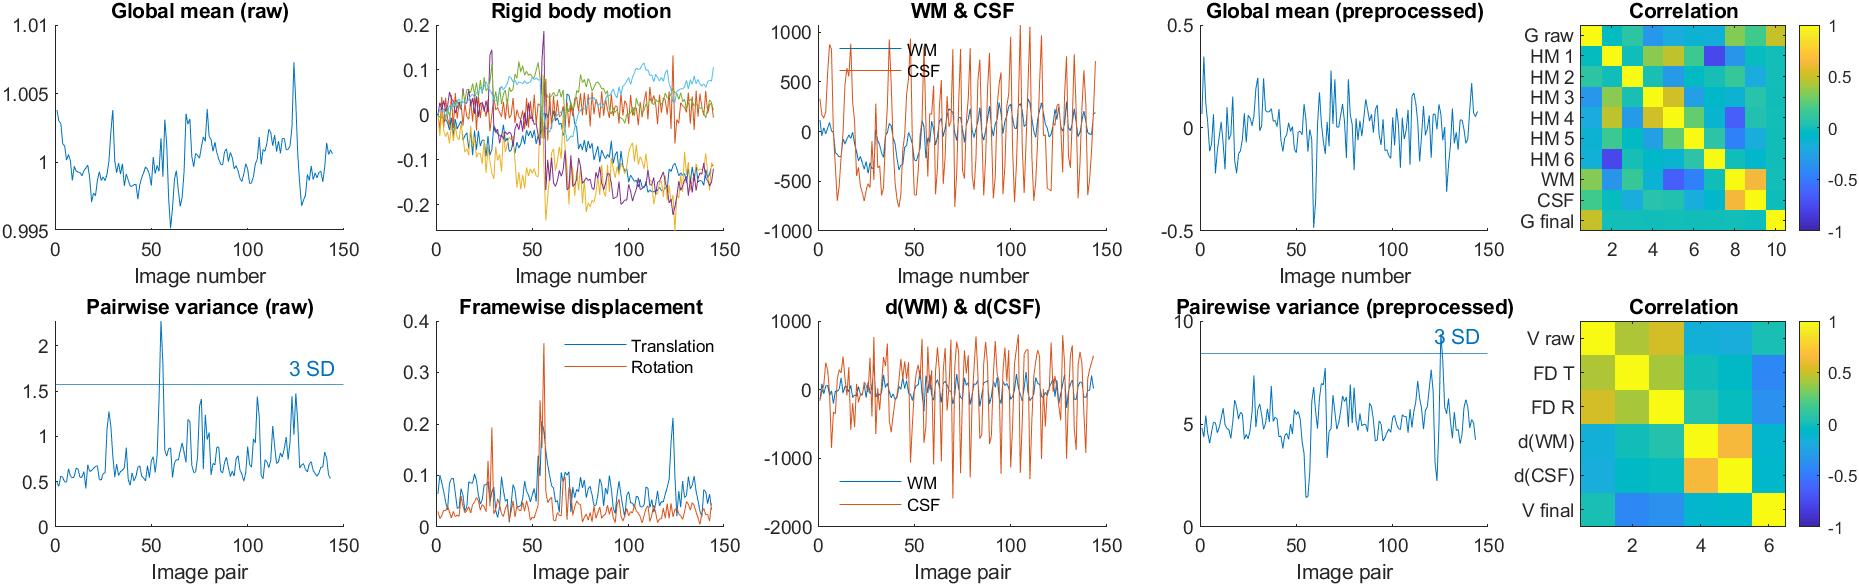 Global mean (raw)
1.01
1.005
1
0.995
0 50 100 150
Image number
Rigid body motion
0.2
0.1
0
-0.1
-0.2
0 50 100 150
Image number
WM & CSF
1000
500
0
-500
-1000
WM
CSF
0 50 100 150
Image number
Global mean (preprocessed)
0.5
0
-0.5
0 50 100 150
Image number
Correlation
G raw
HM 1
HM 2
HM 3
HM 4
HM 5
HM 6
WM
CSF
G final
2 4 6 8 10
1
0.5
0
-0.5
-1
Pairwise variance (raw)
2
1.5
1
0.5
0
3 SD
0 50 100 150
Image pair
Framewise displacement
0.4
0.3
0.2
0.1
0
Translation
Rotation
0 50 100 150
Image pair
d(WM) & d(CSF)
1000
0
-1000
-2000
WM
CSF
0 50 100 150
Image pair
Pairewise variance (preprocessed)
10
5
0
3 SD
0 50 100 150
Image pair
Correlation
V raw
FD T
FD R
d(WM)
d(CSF)
V final
2 4 6
1
0.5
0
-0.5
-1